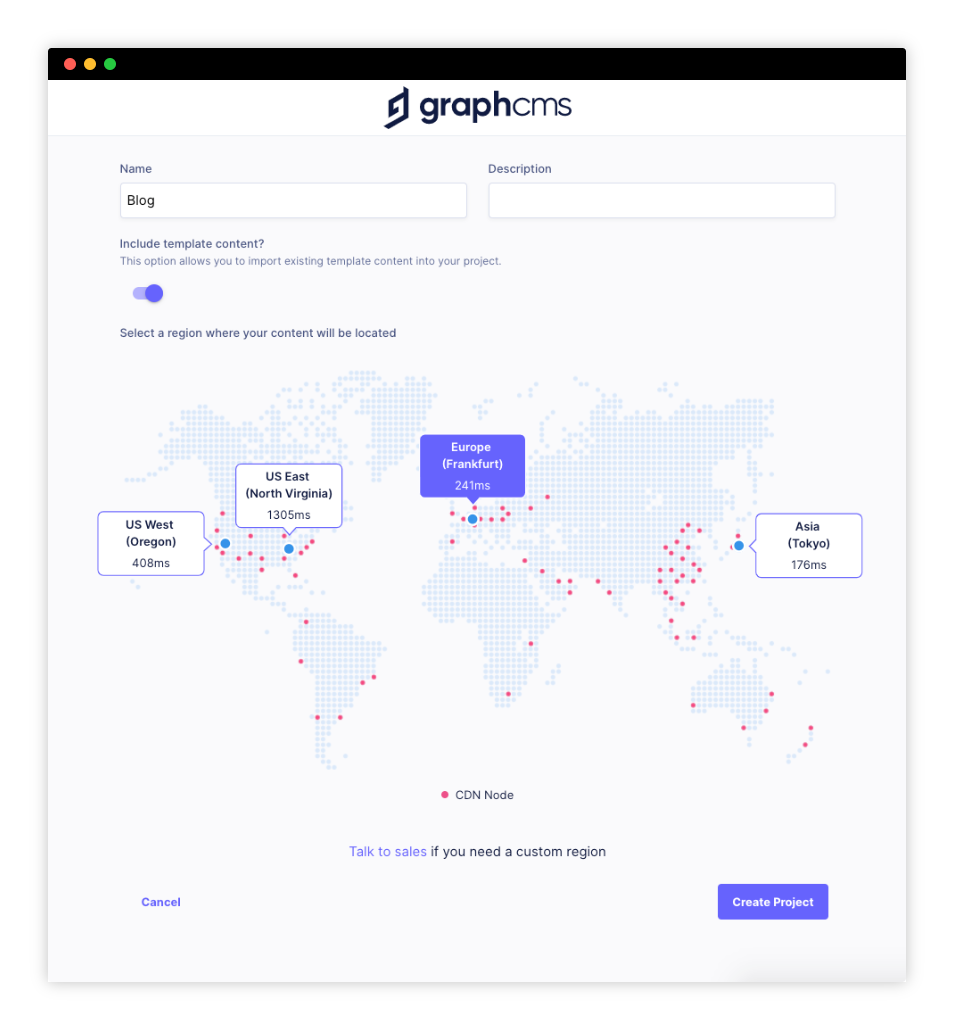 graphcms
Name
Description
Blog
Include template content?
This option allows you to import existing template content into your project.
Select a region where your content will be located
Europe
(Frankfurt)
241ms
US East
(North Virginia)
1305ms
US West
(Oregon)
408ms
Asia
(Tokyo)
176ms
CDN Node
Talk to sales if you need a custom region
Cancel
Create Project